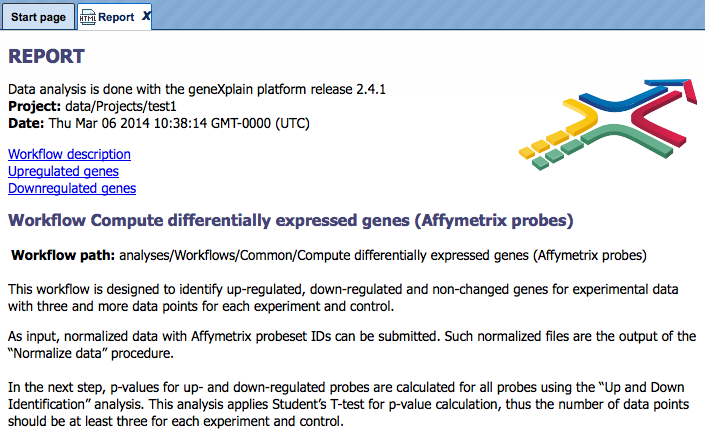 Start page
HTML Report X
REPORT
Data analysis is done with the geneXplain platform release 2.4.1
Project: data/Projects/test1
Date: Thu Mar 06 2014 10:38:14 GMT-0000 (UTC)
Workflow description
Upregulated genes
Downregulated genes
Workflow Compute differentially expressed genes (Affymetrix probes)
Workflow path: analyses/Workflows/Common/Compute differentially expressed genes (Affymetrix probes)
This workflow is designed to identify up-regulated, down-regulated and non-changed genes for experimental data
with three and more data points for each experiment and control.
As input, normalized data with Affymetrix probeset IDs can be submitted. Such normalized files are the output of the
“Normalize data” procedure.
In the next step, p-values for up- and down-regulated probes are calculated for all probes using the “Up and Down
Identification” analysis. This analysis applies Student’s T-test for p-value calculation, thus the number of data points
should be at least three for each experiment and control.